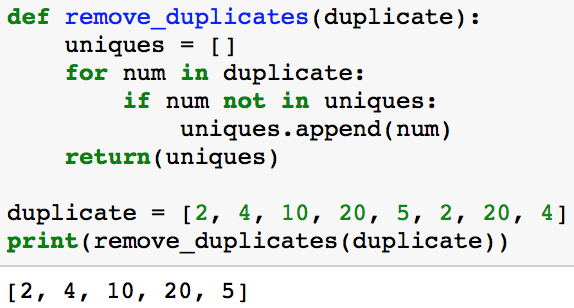 def remove_duplicates(duplicate):
    uniques = []
    for num in duplicate:
        if num not in uniques:
            uniques.append(num)
    return(uniques)

duplicate = [2, 4, 10, 20, 5, 2, 20, 4]
print(remove_duplicates(duplicate))
[2, 4, 10, 20, 5]